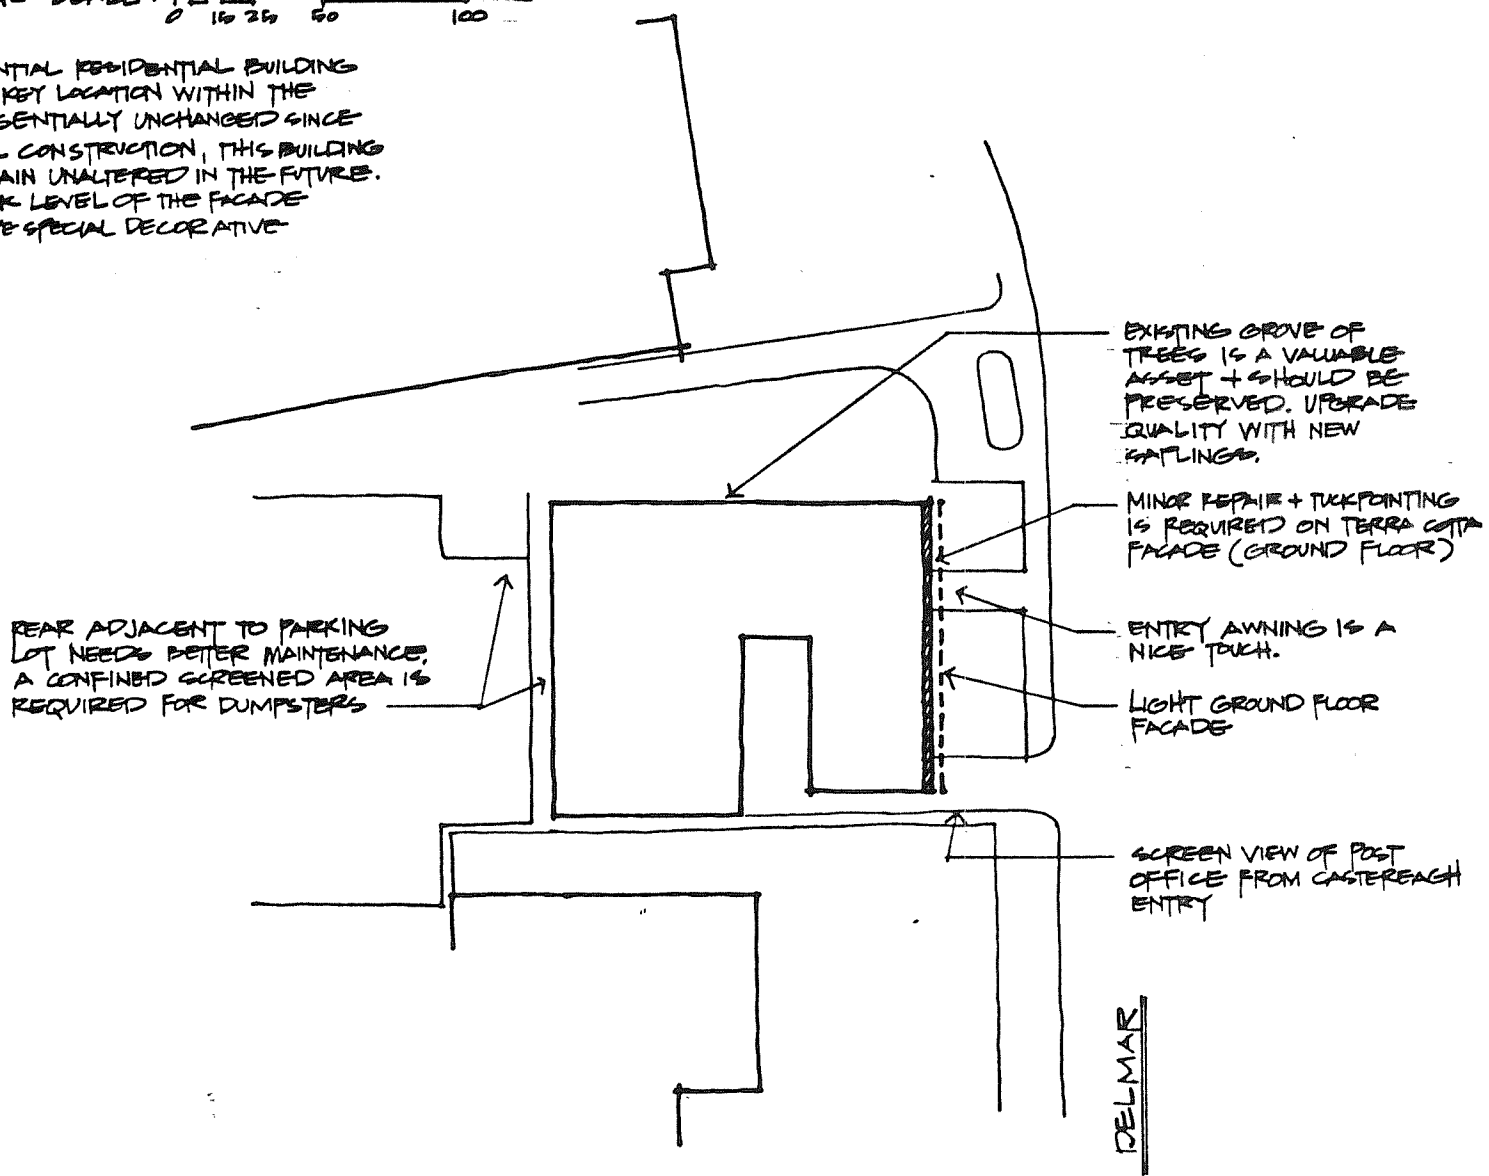 0 15 25 50 100
NTIAL RESIDENTIAL BUILDING
KEY LOCATION WITHIN THE
SENTIALLY UNCHANGED SINCE
L CONSTRUCTION, THIS BUILDING
AIN UNALTERED IN THE FUTURE.
K LEVEL OF THE FACADE
E SPECIAL DECORATIVE
EXISTING GROVE OF
TREES IS A VALUABLE
ASSET + SHOULD BE
PRESERVED. UPGRADE
QUALITY WITH NEW
SAPLINGS.
MINOR REPAIR + TUCKPOINTING
IS REQUIRED ON TERRA COTTA
FACADE (GROUND FLOOR)
REAR ADJACENT TO PARKING
LOT NEEDS BETTER MAINTENANCE.
A CONFINED SCREENED AREA IS
REQUIRED FOR DUMPSTERS
ENTRY AWNING IS A
NICE TOUCH.
LIGHT GROUND FLOOR
FACADE
SCREEN VIEW OF POST
OFFICE FROM CASTEREAGH
ENTRY
DELMAR